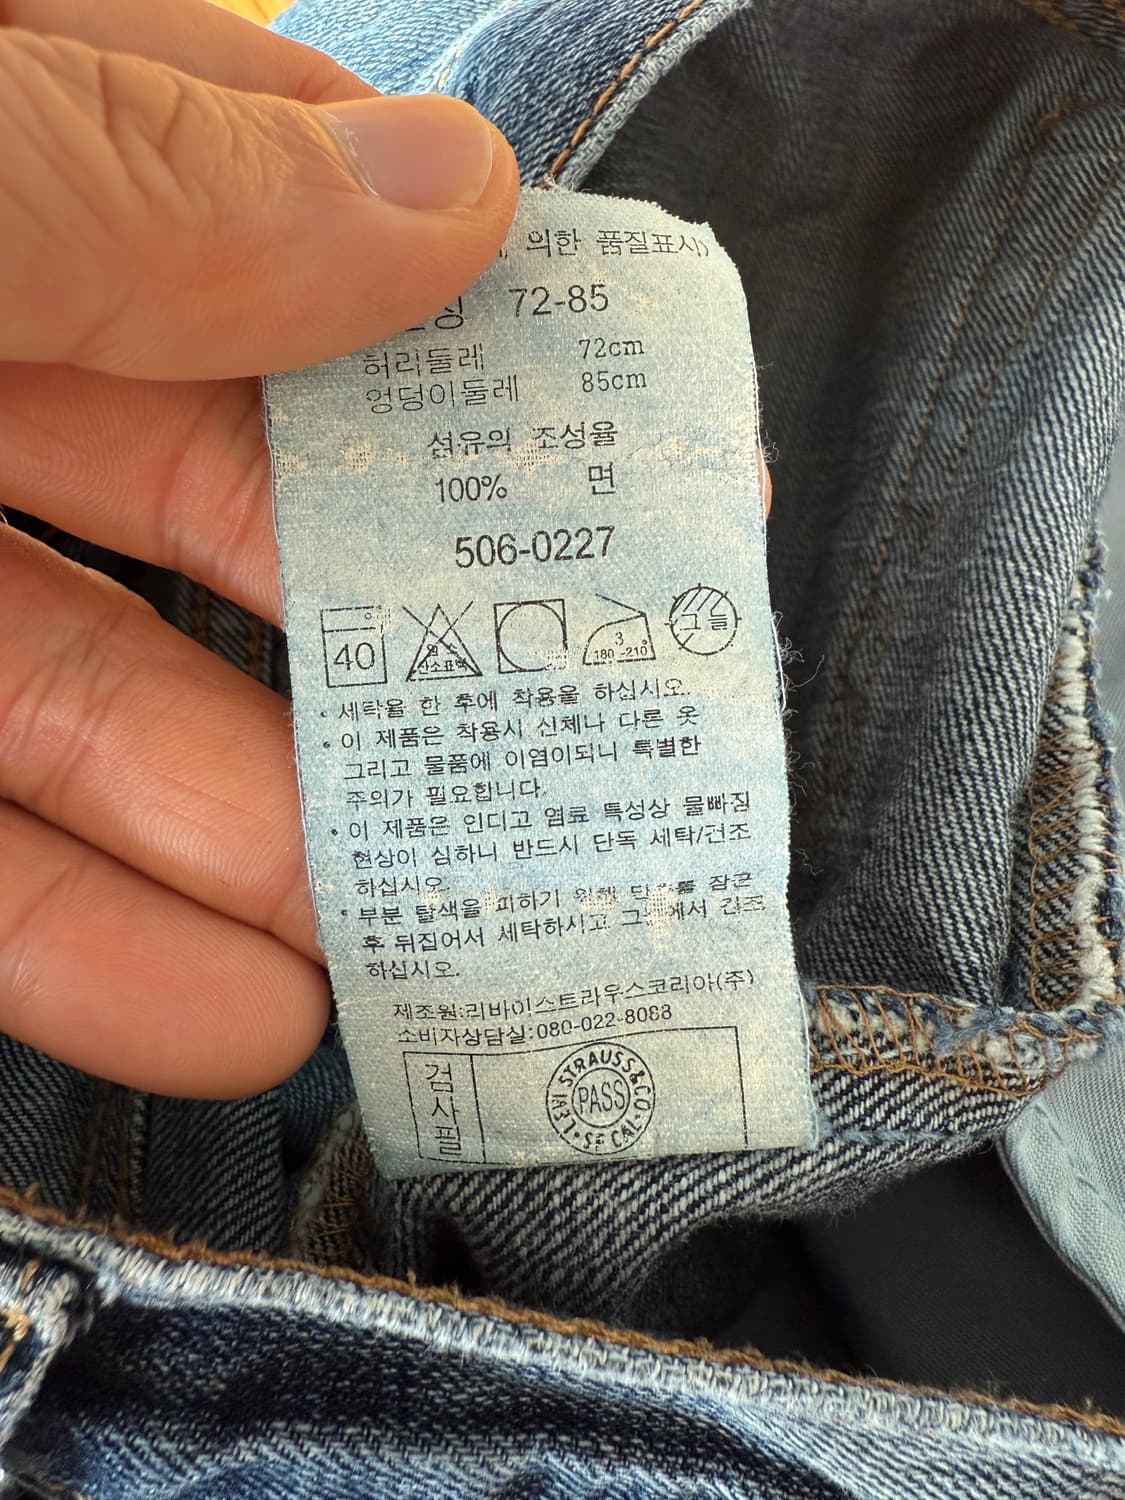 의한 품질표시)
72-85
허리둘레 72cm
엉덩이둘레 85cm
섬유의 조성율
100% 면
506-0227
40
염소표백
3
180-210°
그늘
• 세탁을 한 후에 착용을 하십시오.
• 이 제품은 착용시 신체나 다른 옷
그리고 물품에 이염이되니 특별한
주의가 필요합니다.
• 이 제품은 인디고 염료 특성상 물빠짐
현상이 심하니 반드시 단독 세탁/건조
하십시오.
• 부분 탈색을 피하기 위해 단추를 잠근
후 뒤집어서 세탁하시고 그늘에서 건조
하십시오.
제조원:리바이스트라우스코리아(주)
소비자상담실:080-022-8088
검사필
LEVI STRAUSS & CO. S.F. CAL.
PASS